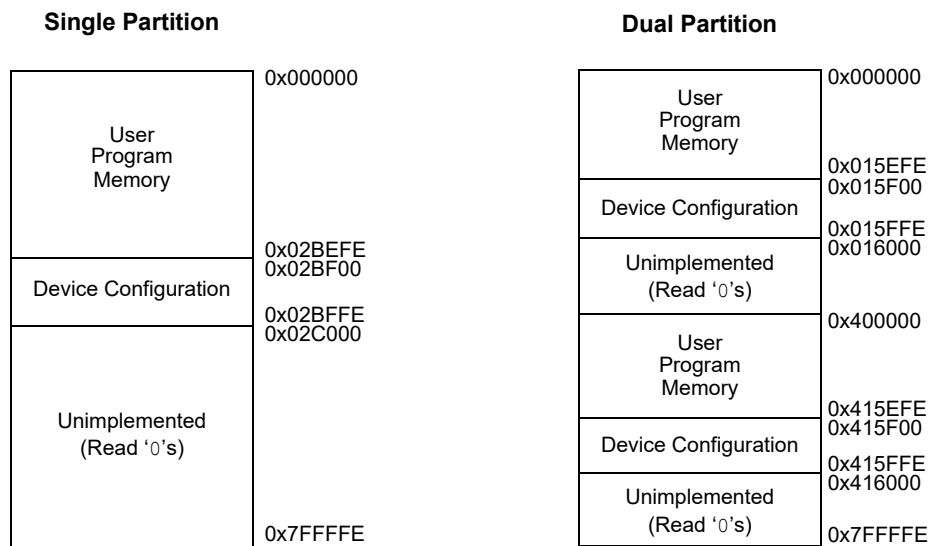 Single Partition
0x000000
User
Program
Memory
0x02BEFE
0x02BF00
Device Configuration
0x02BFFE
0x02C000
Unimplemented
(Read ‘0’s)
0x7FFFFE
Dual Partition
0x000000
User
Program
Memory
0x015EFE
0x015F00
Device Configuration
0x015FFE
0x016000
Unimplemented
(Read ‘0’s)
0x400000
User
Program
Memory
0x415EFE
0x415F00
Device Configuration
0x415FFE
0x416000
Unimplemented
(Read ‘0’s)
0x7FFFFE